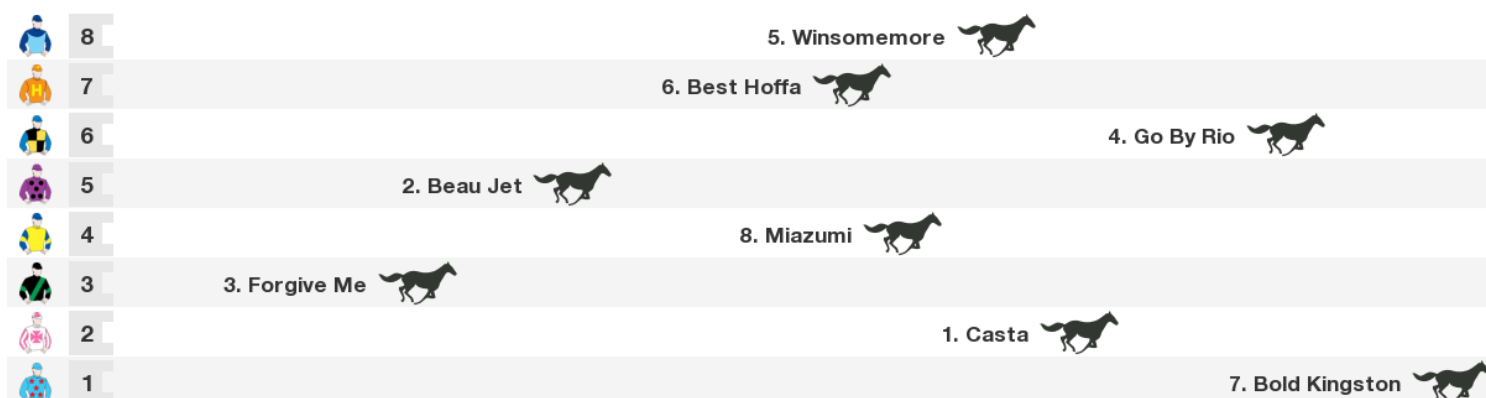 8 5. Winsomemore
7 6. Best Hoffa
6 4. Go By Rio
5 2. Beau Jet
4 8. Miazumi
3 3. Forgive Me
2 1. Casta
1 7. Bold Kingston